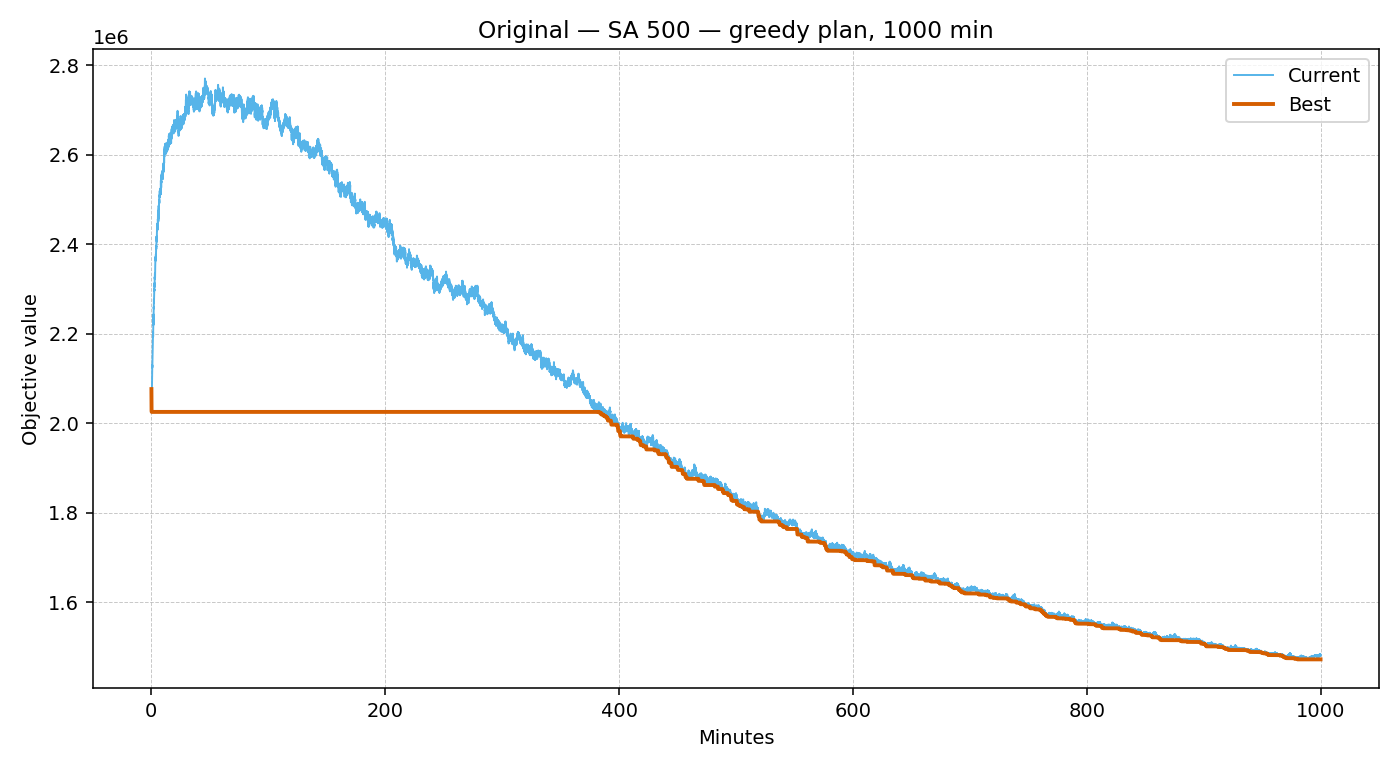 Original — SA 500 — greedy plan, 1000 min
1e6
2.8
2.6
2.4
2.2
2.0
1.8
1.6
Objective value
Current
Best
0 200 400 600 800 1000
Minutes